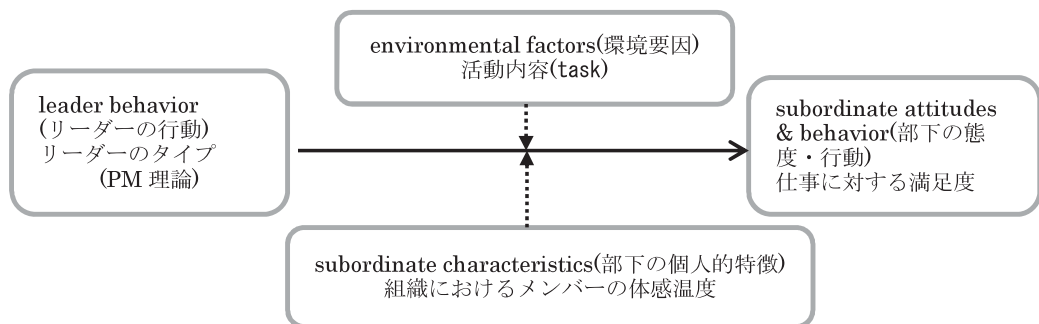 environmental factors(環境要因)
活動内容(task)
leader behavior
(リーダーの行動)
リーダーのタイプ
(PM 理論)
subordinate attitudes
& behavior(部下の態
度・行動)
仕事に対する満足度
subordinate characteristics(部下の個人的特徴)
組織におけるメンバーの体感温度